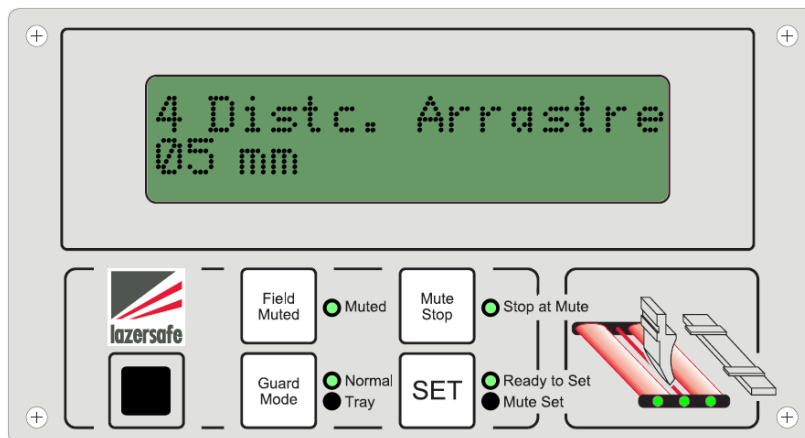 4 Distc. Arrastre
05 mm
lazersafe
Field
Muted
Muted
Mute
Stop
Stop at Mute
Guard
Mode
Normal
Tray
SET
Ready to Set
Mute Set